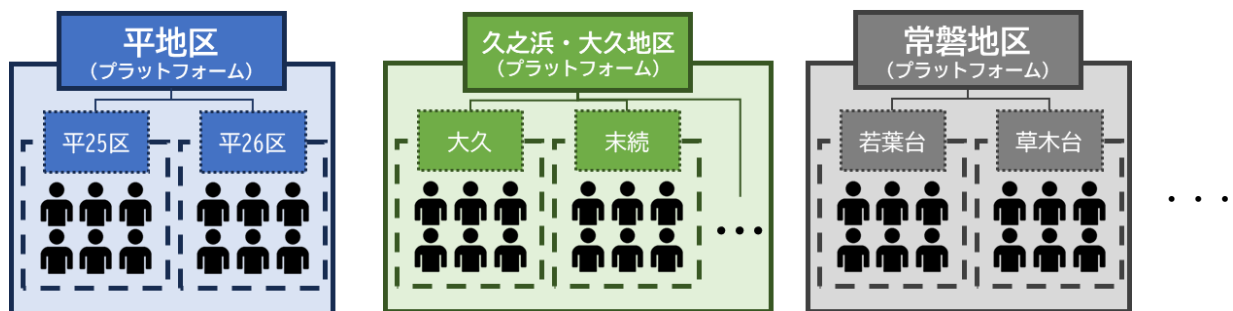 平地区
(プラットフォーム)
平25区
平26区
久之浜・大久地区
(プラットフォーム)
大久
末続
•••
常磐地区
(プラットフォーム)
若葉台
草木台
・・・